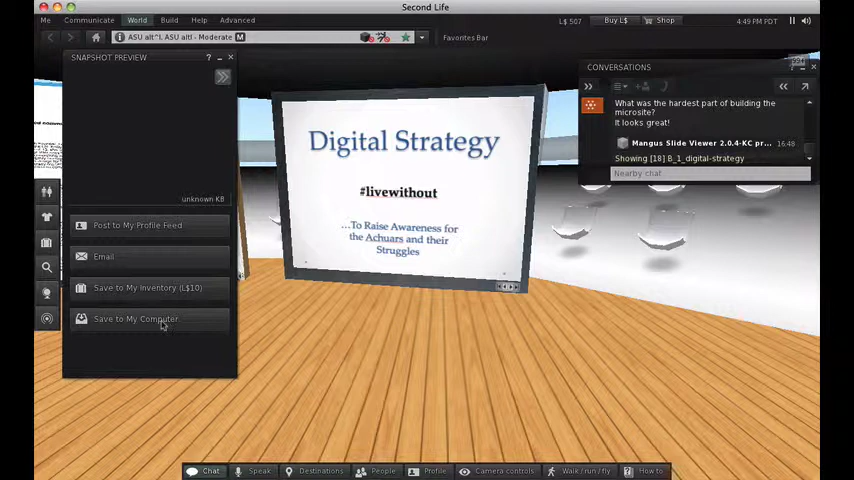 Second Life
Me Communicate World Build Help Advanced
L$ 507 Buy L$ Shop 4:49 PM PDT
ASU alt^I, ASU altI - Moderate M
Favorites Bar
SNAPSHOT PREVIEW ?
unknown KB
Post to My Profile Feed
Email
Save to My Inventory (L$10)
Save to My Computer
Digital Strategy
#livewithout
...To Raise Awareness for
the Achuars and their
Struggles
CONVERSATIONS
What was the hardest part of building the
microsite?
It looks great!
Mangus Slide Viewer 2.0.4-KC pr... 16:48
Showing [18] B_1_digital-strategy
Nearby chat
Chat Speak Destinations People Profile Camera controls Walk / run / fly How to